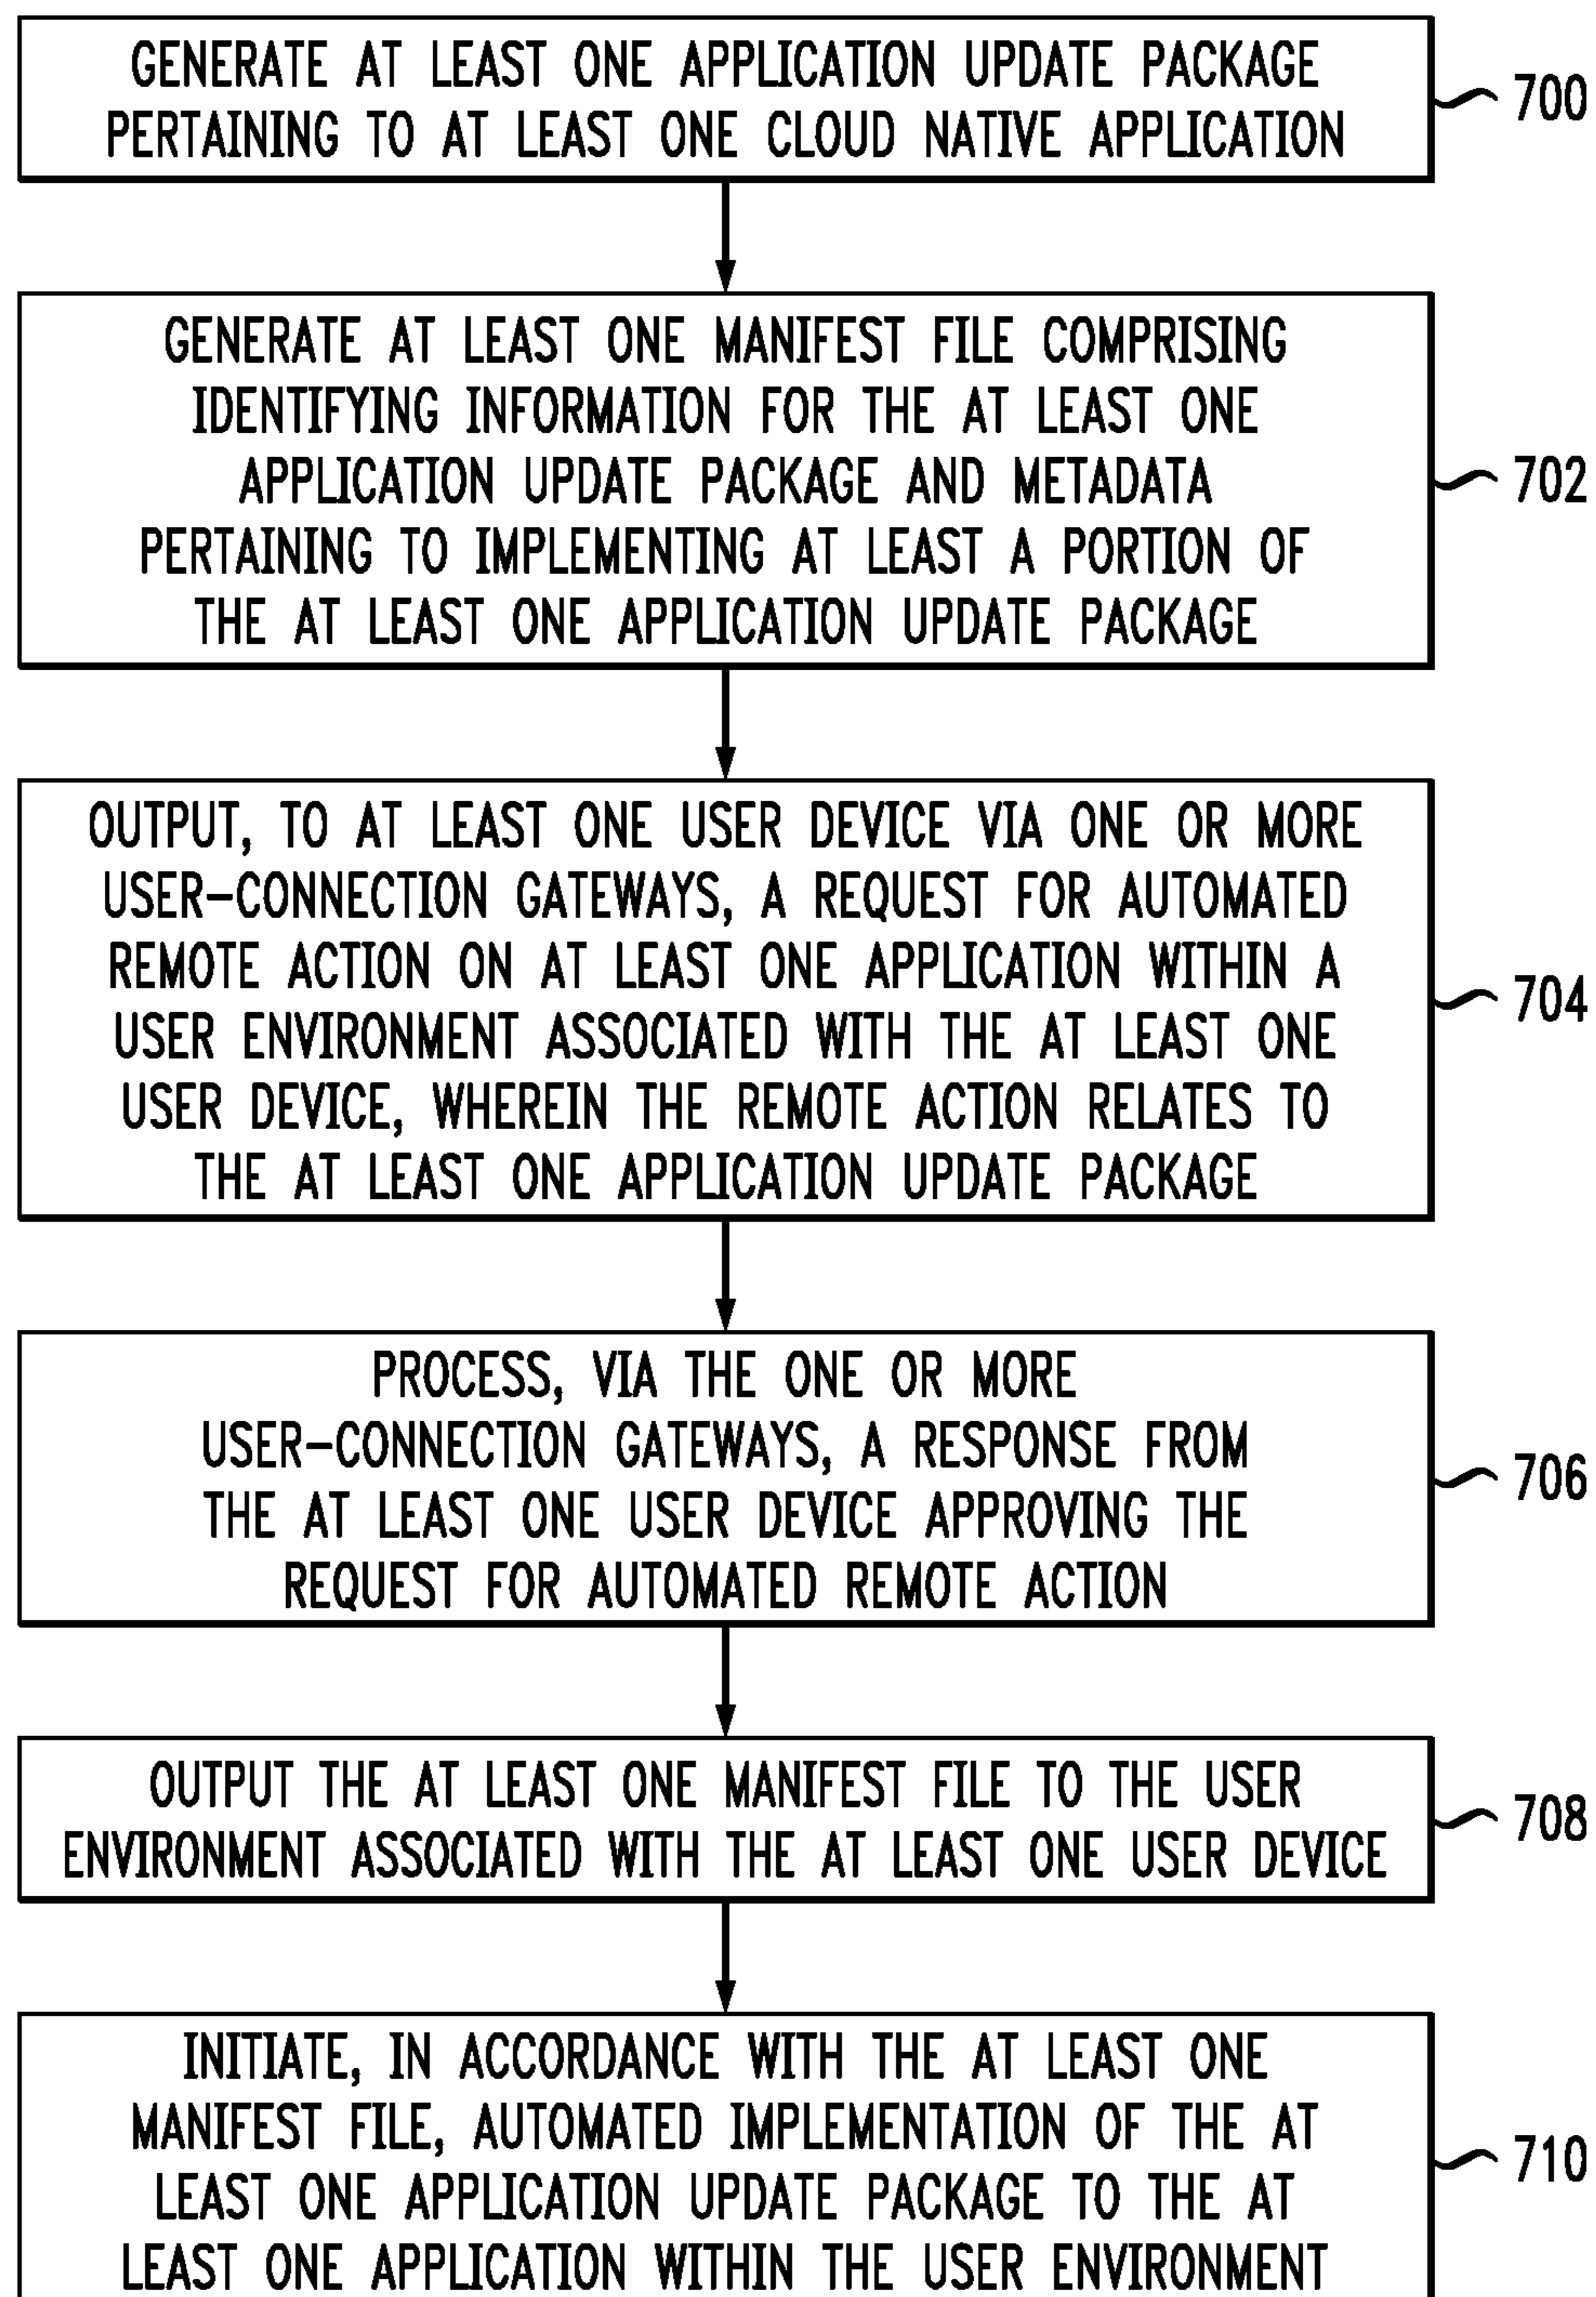 GENERATE AT LEAST ONE APPLICATION UPDATE PACKAGE
PERTAINING TO AT LEAST ONE CLOUD NATIVE APPLICATION
700
GENERATE AT LEAST ONE MANIFEST FILE COMPRISING
IDENTIFYING INFORMATION FOR THE AT LEAST ONE
APPLICATION UPDATE PACKAGE AND METADATA
PERTAINING TO IMPLEMENTING AT LEAST A PORTION OF
THE AT LEAST ONE APPLICATION UPDATE PACKAGE
702
OUTPUT, TO AT LEAST ONE USER DEVICE VIA ONE OR MORE
USER-CONNECTION GATEWAYS, A REQUEST FOR AUTOMATED
REMOTE ACTION ON AT LEAST ONE APPLICATION WITHIN A
USER ENVIRONMENT ASSOCIATED WITH THE AT LEAST ONE
USER DEVICE, WHEREIN THE REMOTE ACTION RELATES TO
THE AT LEAST ONE APPLICATION UPDATE PACKAGE
704
PROCESS, VIA THE ONE OR MORE
USER-CONNECTION GATEWAYS, A RESPONSE FROM
THE AT LEAST ONE USER DEVICE APPROVING THE
REQUEST FOR AUTOMATED REMOTE ACTION
706
OUTPUT THE AT LEAST ONE MANIFEST FILE TO THE USER
ENVIRONMENT ASSOCIATED WITH THE AT LEAST ONE USER DEVICE
708
INITIATE, IN ACCORDANCE WITH THE AT LEAST ONE
MANIFEST FILE, AUTOMATED IMPLEMENTATION OF THE AT
LEAST ONE APPLICATION UPDATE PACKAGE TO THE AT
LEAST ONE APPLICATION WITHIN THE USER ENVIRONMENT
710